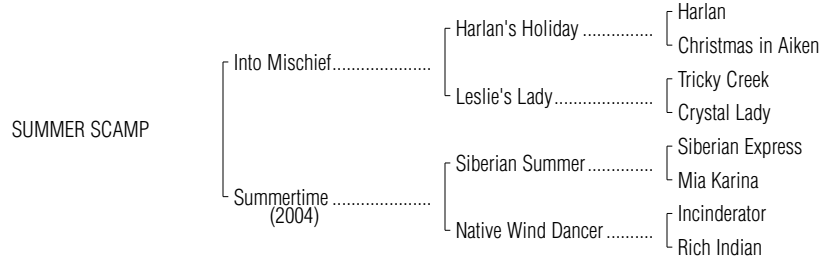 Harlan
Harlan's Holiday ...............
Christmas in Aiken
Into Mischief.....................
Tricky Creek
Leslie's Lady.....................
Crystal Lady
SUMMER SCAMP
Siberian Express
Siberian Summer..............
Mia Karina
Summertime .....................
(2004)
Incinderator
Native Wind Dancer ..........
Rich Indian